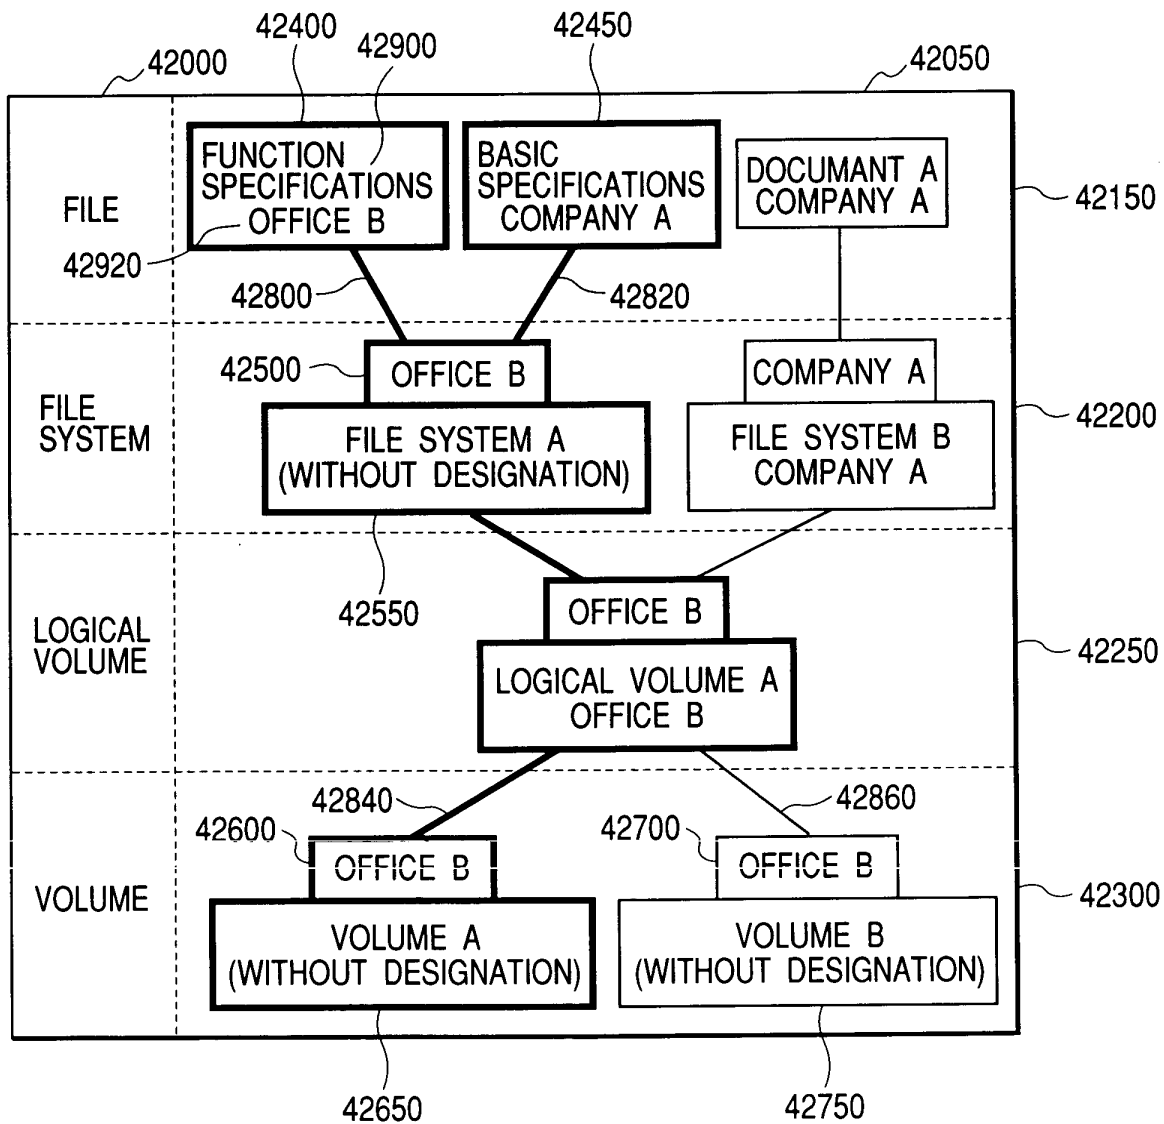 42400
42450
42000
42900
42050
FUNCTION
SPECIFICATIONS
OFFICE B
BASIC
SPECIFICATIONS
COMPANY A
DOCUMANT A
COMPANY A
FILE
42150
42920
42800
42820
42500
OFFICE B
COMPANY A
FILE
SYSTEM
FILE SYSTEM A
(WITHOUT DESIGNATION)
FILE SYSTEM B
COMPANY A
42200
42550
OFFICE B
LOGICAL
VOLUME
42250
LOGICAL VOLUME A
OFFICE B
42840
42860
42600
42700
OFFICE B
OFFICE B
VOLUME
42300
VOLUME A
(WITHOUT DESIGNATION)
VOLUME B
(WITHOUT DESIGNATION)
42650
42750